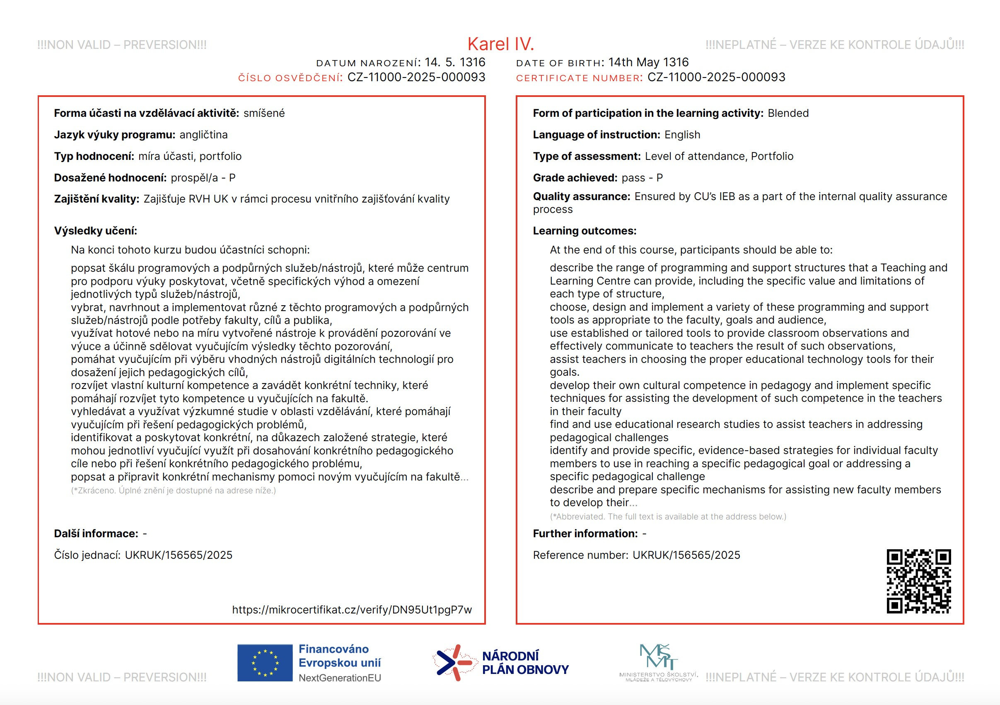 !!!NON VALID – PREVERSION!!!
Karel IV.
!!!NEPLATNÉ – VERZE KE KONTROLE ÚDAJŮ!!!
DATUM NAROZENÍ: 14. 5. 1316
ČÍSLO OSVĚDČENÍ: CZ-11000-2025-000093
DATE OF BIRTH: 14th May 1316
CERTIFICATE NUMBER: CZ-11000-2025-000093
Forma účasti na vzdělávací aktivitě: smíšené
Jazyk výuky programu: angličtina
Typ hodnocení: míra účasti, portfolio
Dosažené hodnocení: prospěl/a - P
Zajištění kvality: Zajišťuje RVH UK v rámci procesu vnitřního zajišťování kvality
Výsledky učení:
Na konci tohoto kurzu budou účastníci schopni:
popsat škálu programových a podpůrných služeb/nástrojů, které může centrum
pro podporu výuky poskytovat, včetně specifických výhod a omezení
jednotlivých typů služeb/nástrojů,
vybrat, navrhnout a implementovat různé z těchto programových a podpůrných
služeb/nástrojů podle potřeby fakulty, cílů a publika,
využívat hotové nebo na míru vytvořené nástroje k provádění pozorování ve
výuce a účinně sdělovat vyučujícím výsledky těchto pozorování,
pomáhat vyučujícím při výběru vhodných nástrojů digitálních technologií pro
dosažení jejich pedagogických cílů,
rozvíjet vlastní kulturní kompetence a zavádět konkrétní techniky, které
pomáhají rozvíjet tyto kompetence u vyučujících na fakultě.
vyhledávat a využívat výzkumné studie v oblasti vzdělávání, které pomáhají
vyučujícím při řešení pedagogických problémů,
identifikovat a poskytovat konkrétní, na důkazech založené strategie, které
mohou jednotliví vyučující využít při dosahování konkrétního pedagogického
cíle nebo při řešení konkrétního pedagogického problému,
popsat a připravit konkrétní mechanismy pomoci novým vyučujícím na fakultě...
(*Zkráceno. Úplné znění je dostupné na adrese níže.)
Další informace: -
Číslo jednací: UKRUK/156565/2025
https://mikrocertifikat.cz/verify/DN95Ut1pgP7w
Form of participation in the learning activity: Blended
Language of instruction: English
Type of assessment: Level of attendance, Portfolio
Grade achieved: pass - P
Quality assurance: Ensured by CU’s IEB as a part of the internal quality assurance
process
Learning outcomes:
At the end of this course, participants should be able to:
describe the range of programming and support structures that a Teaching and
Learning Centre can provide, including the specific value and limitations of
each type of structure,
choose, design and implement a variety of these programming and support
tools as appropriate to the faculty, goals and audience,
use established or tailored tools to provide classroom observations and
effectively communicate to teachers the result of such observations,
assist teachers in choosing the proper educational technology tools for their
goals.
develop their own cultural competence in pedagogy and implement specific
techniques for assisting the development of such competence in the teachers
in their faculty
find and use educational research studies to assist teachers in addressing
pedagogical challenges
identify and provide specific, evidence-based strategies for individual faculty
members to use in reaching a specific pedagogical goal or addressing a
specific pedagogical challenge
describe and prepare specific mechanisms for assisting new faculty members
to develop their...
(*Abbreviated. The full text is available at the address below.)
Further information: -
Reference number: UKRUK/156565/2025
!!!NON VALID – PREVERSION!!!
Financováno
Evropskou unií
NextGenerationEU
NÁRODNÍ
PLÁN OBNOVY
MŠMT
MINISTERSTVO ŠKOLSTVÍ,
MLÁDEŽE A TĚLOVÝCHOVY
!!!NEPLATNÉ – VERZE KE KONTROLE ÚDAJŮ!!!